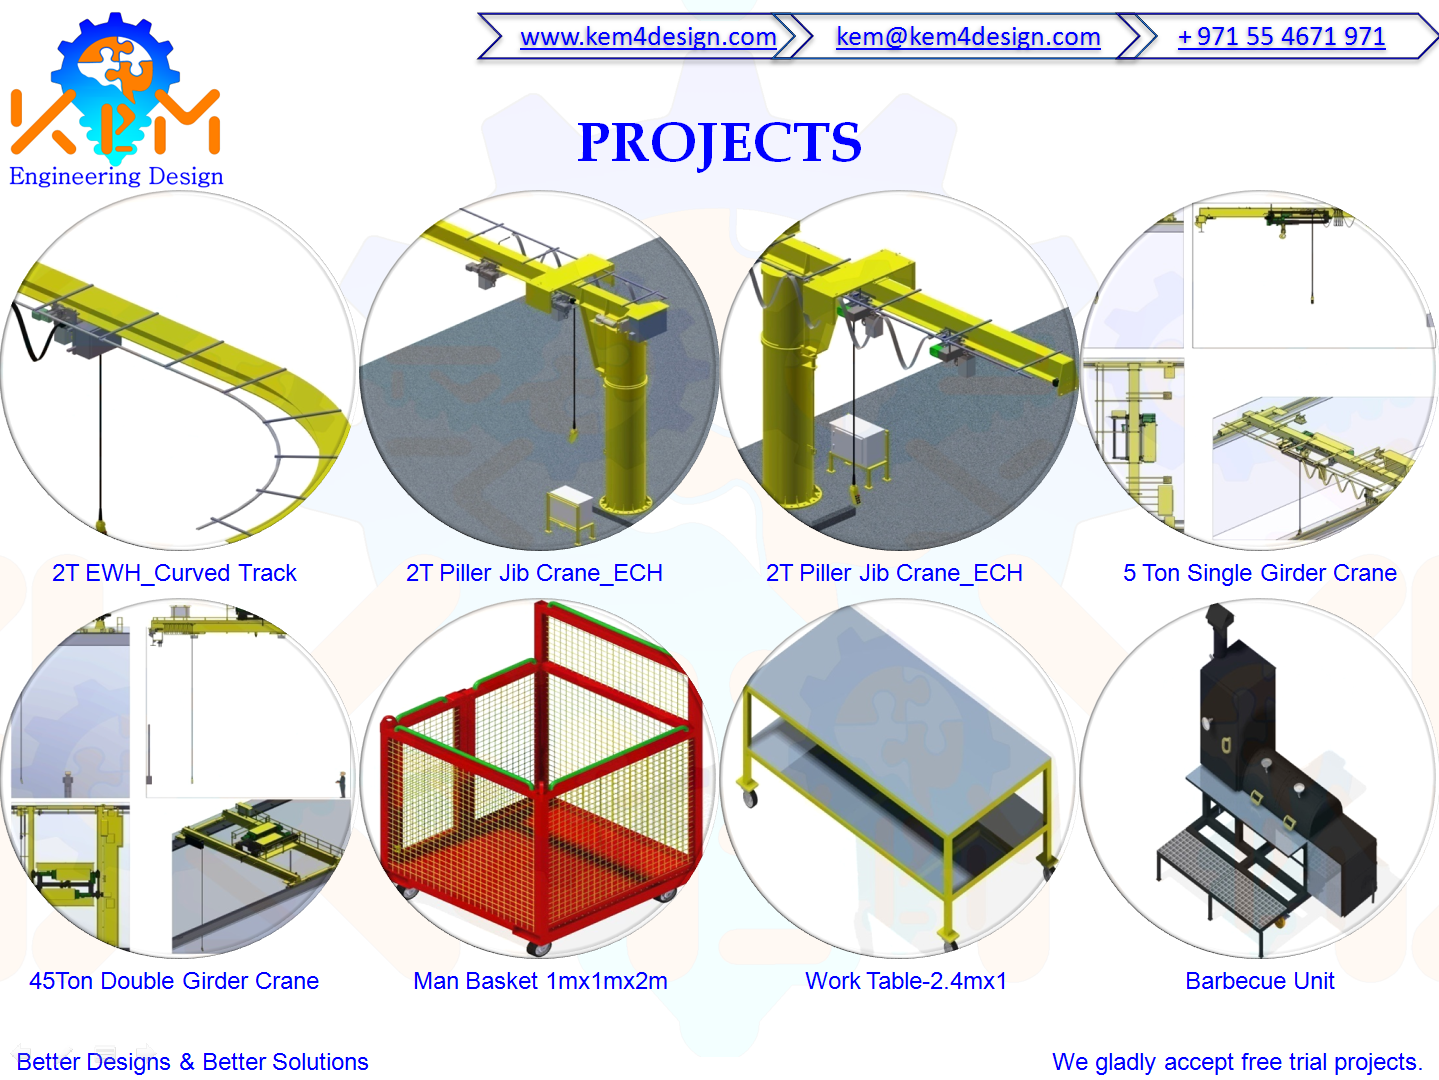 www.kem4design.com
kem@kem4design.com
+ 971 55 4671 971
KEM
Engineering Design
PROJECTS
2T EWH_Curved Track
2T Piller Jib Crane_ECH
2T Piller Jib Crane_ECH
5 Ton Single Girder Crane
45Ton Double Girder Crane
Man Basket 1mx1mx2m
Work Table-2.4mx1
Barbecue Unit
Better Designs & Better Solutions
We gladly accept free trial projects.